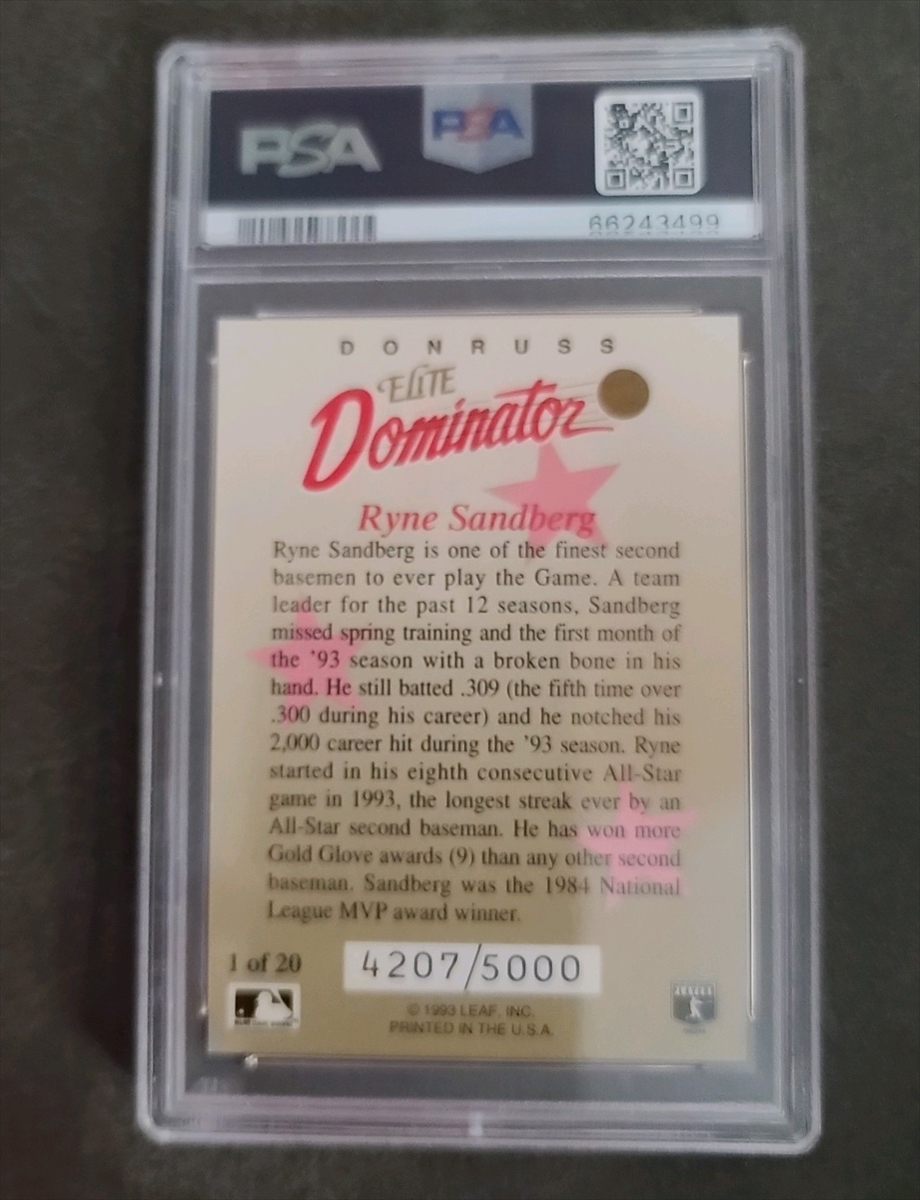 PSA
PSA
66243499
DONRUSS
ELITE
Dominator
Ryne Sandberg
Ryne Sandberg is one of the finest second
basemen to ever play the Game. A team
leader for the past 12 seasons, Sandberg
missed spring training and the first month of
the '93 season with a broken bone in his
hand. He still batted .309 (the fifth time over
.300 during his career) and he notched his
2,000 career hit during the '93 season. Ryne
started in his eighth consecutive All-Star
game in 1993, the longest streak ever by an
All-Star second baseman. He has won more
Gold Glove awards (9) than any other second
baseman. Sandberg was the 1984 National
League MVP award winner.
1 of 20
4207/5000
© 1993 LEAF, INC.
PRINTED IN THE U.S.A.